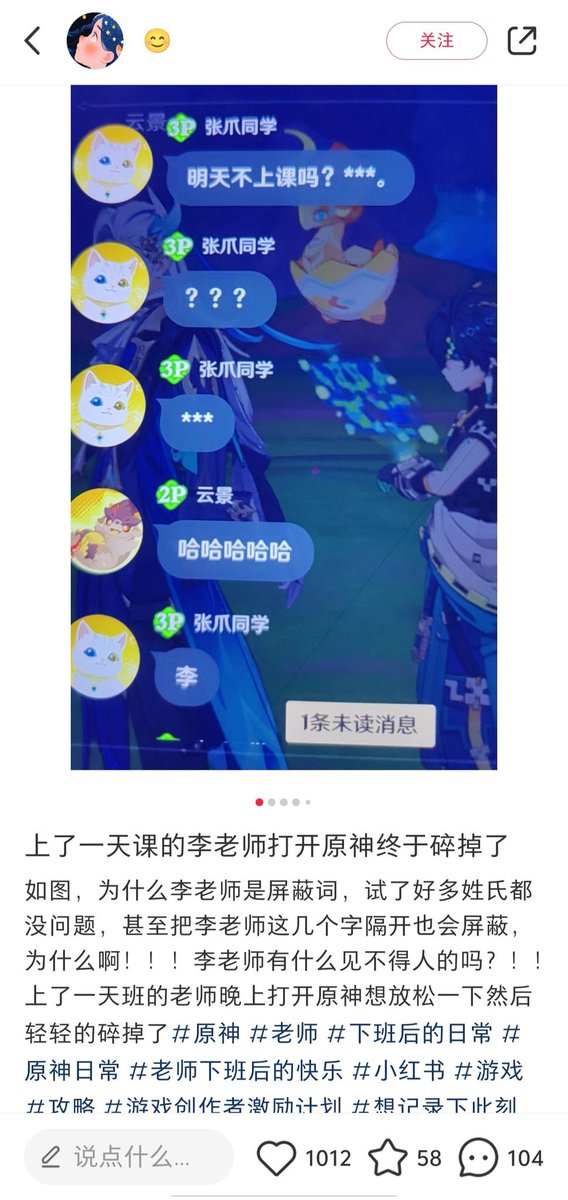 关注
云景
3P 张爪同学
明天不上课吗？***。
3P 张爪同学
？？？
3P 张爪同学
***
2P 云景
哈哈哈哈哈
3P 张爪同学
李
1条未读消息
上了一天课的李老师打开原神终于碎掉了
如图，为什么李老师是屏蔽词，试了好多姓氏都
没问题，甚至把李老师这几个字隔开也会屏蔽，
为什么啊！！！李老师有什么见不得人的吗？！！
上了一天班的老师晚上打开原神想放松一下然后
轻轻的碎掉了#原神 #老师 #下班后的日常 #
原神日常 #老师下班后的快乐 #小红书 #游戏
#攻略 #游戏创作者激励计划 #想记录下此刻
说点什么...
1012
58
104